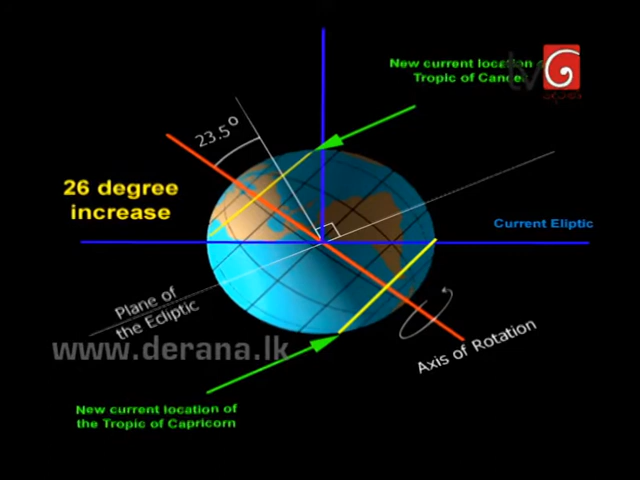 New current location
Tropic of Cancer
tv
23.5°
26 degree
increase
Current Eliptic
Plane of
the Ecliptic
www.derana.lk
Axis of Rotation
New current location of
the Tropic of Capricorn